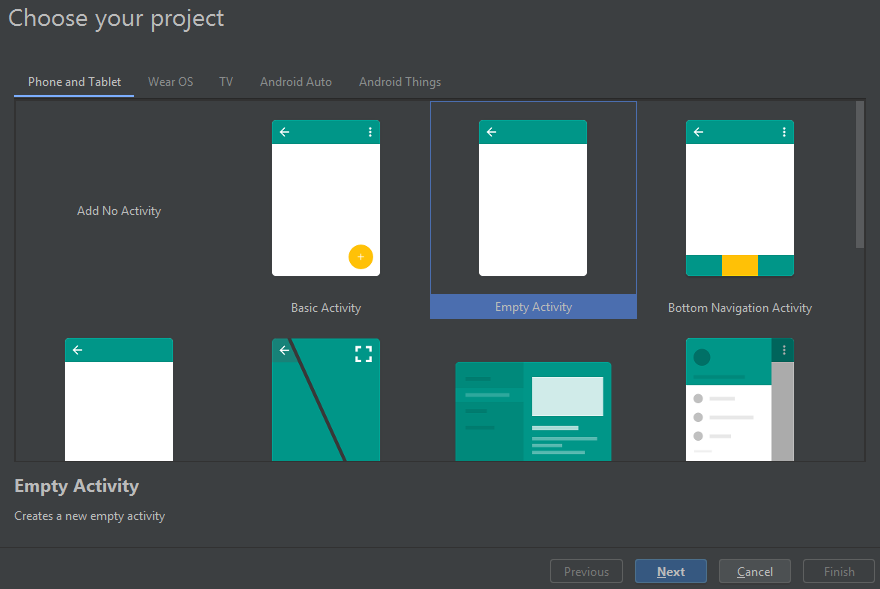 Choose your project
Phone and Tablet
Wear OS
TV
Android Auto
Android Things
Add No Activity
Basic Activity
Empty Activity
Bottom Navigation Activity
Empty Activity
Creates a new empty activity
Previous
Next
Cancel
Finish